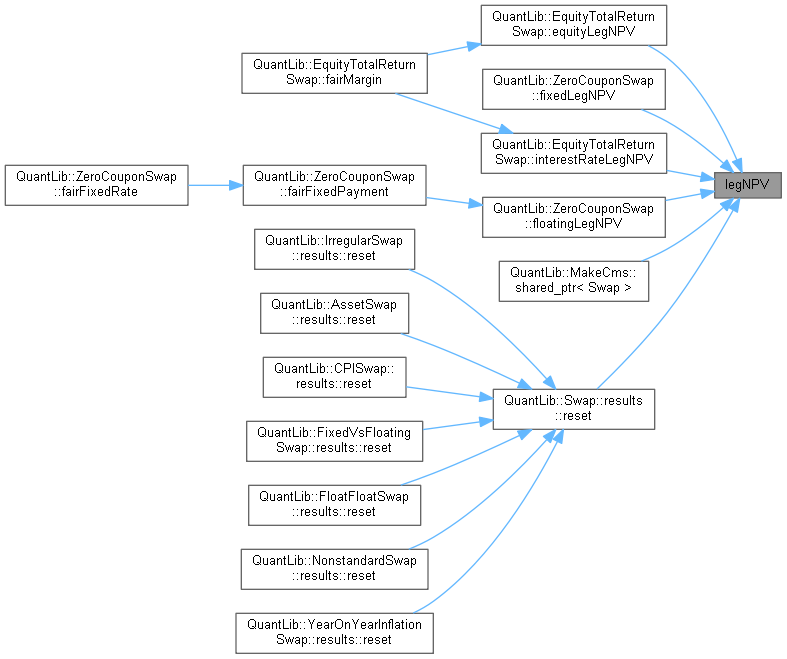 QuantLib::EquityTotalReturn
Swap::equityLegNPV
QuantLib::EquityTotalReturn
Swap::fairMargin
QuantLib::ZeroCouponSwap
::fixedLegNPV
QuantLib::EquityTotalReturn
Swap::interestRateLegNPV
QuantLib::ZeroCouponSwap
::fairFixedRate
QuantLib::ZeroCouponSwap
::fairFixedPayment
legNPV
QuantLib::ZeroCouponSwap
::floatingLegNPV
QuantLib::IrregularSwap
::results::reset
QuantLib::MakeCms::
shared_ptr< Swap >
QuantLib::AssetSwap
::results::reset
QuantLib::CPISwap::
results::reset
QuantLib::Swap::results
::reset
QuantLib::FixedVsFloating
Swap::results::reset
QuantLib::FloatFloatSwap
::results::reset
QuantLib::NonstandardSwap
::results::reset
QuantLib::YearOnYearInflation
Swap::results::reset